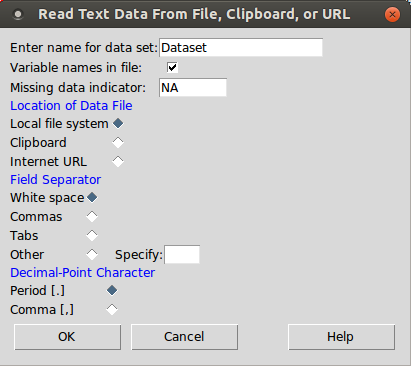 Read Text Data From File, Clipboard, or URL
Enter name for data set: Dataset
Variable names in file:
Missing data indicator: NA
Location of Data File
Local file system
Clipboard
Internet URL
Field Separator
White space
Commas
Tabs
Other Specify:
Decimal-Point Character
Period [.]
Comma [,]
OK Cancel Help